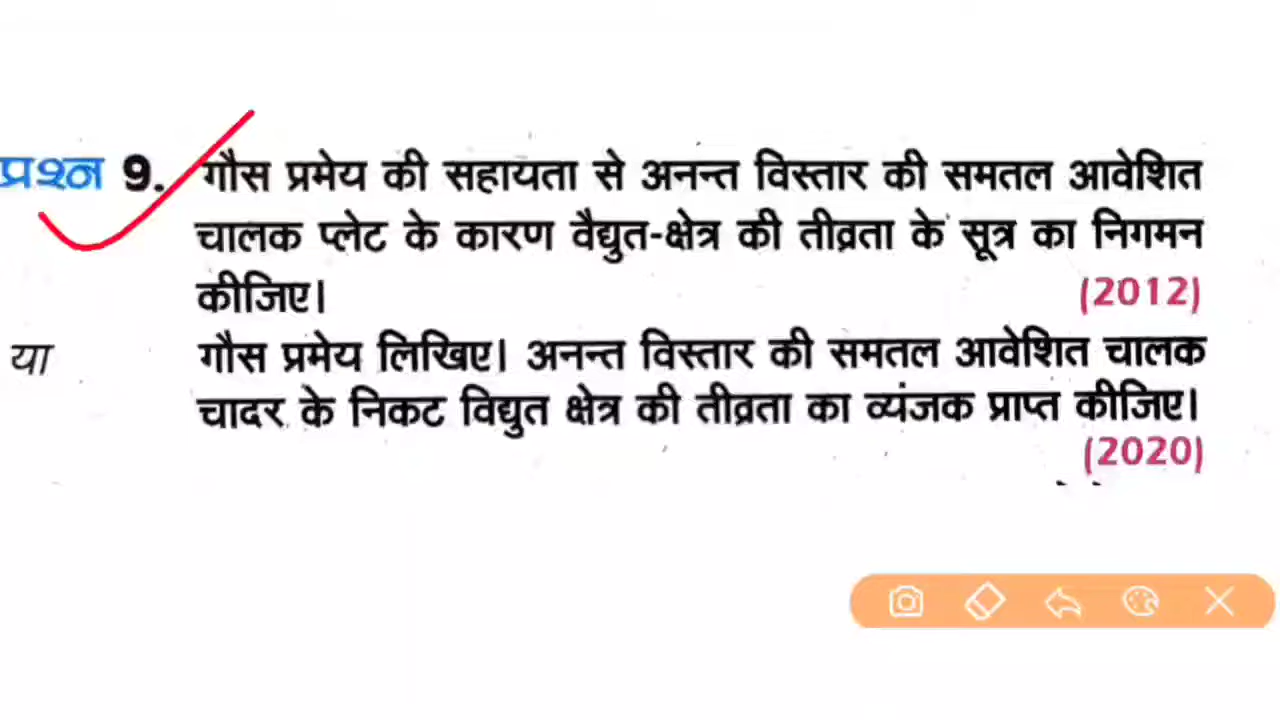 प्रश्न 9. गौस प्रमेय की सहायता से अनन्त विस्तार की समतल आवेशित
चालक प्लेट के कारण वैद्युत-क्षेत्र की तीव्रता के सूत्र का निगमन
कीजिए। (2012)
या गौस प्रमेय लिखिए। अनन्त विस्तार की समतल आवेशित चालक
चादर के निकट विद्युत क्षेत्र की तीव्रता का व्यंजक प्राप्त कीजिए।
(2020)